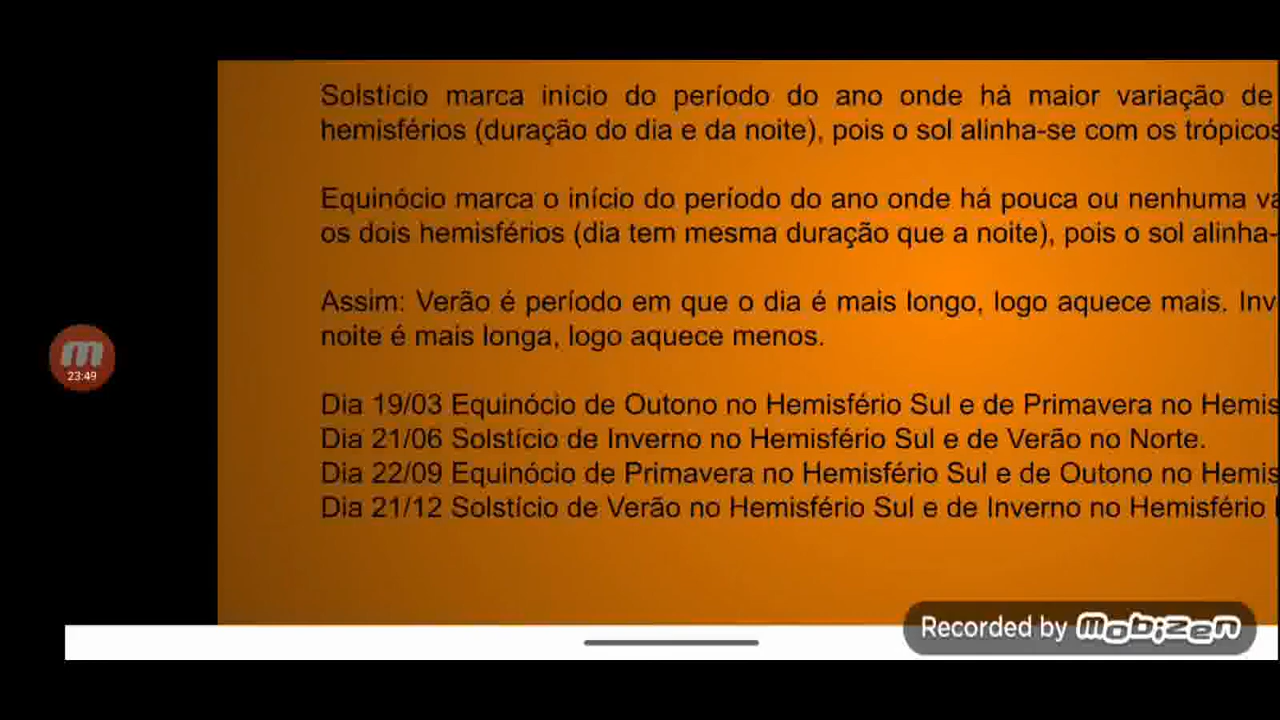 Solstício marca início do período do ano onde há maior variação de
hemisférios (duração do dia e da noite), pois o sol alinha-se com os trópicos
Equinócio marca o início do período do ano onde há pouca ou nenhuma
os dois hemisférios (dia tem mesma duração que a noite), pois o sol alinha-
Assim: Verão é período em que o dia é mais longo, logo aquece mais. Inv
noite é mais longa, logo aquece menos.
Dia 19/03 Equinócio de Outono no Hemisfério Sul e de Primavera no Hemis
Dia 21/06 Solstício de Inverno no Hemisfério Sul e de Verão no Norte.
Dia 22/09 Equinócio de Primavera no Hemisfério Sul e de Outono no Hemis
Dia 21/12 Solstício de Verão no Hemisfério Sul e de Inverno no Hemisfério
m
23:49
Recorded by Mobizen